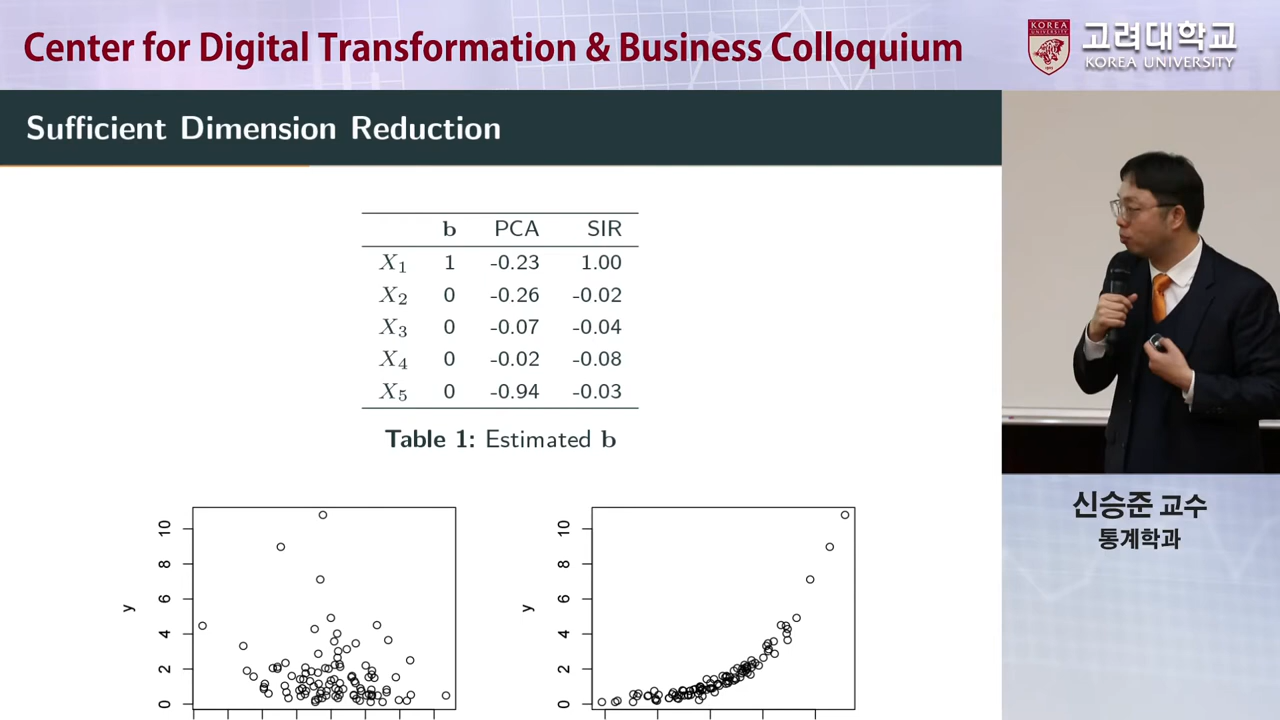 Center for Digital Transformation & Business Colloquium
KOREA
UNIVERSITY
고려대학교
KOREA UNIVERSITY
Sufficient Dimension Reduction
b PCA SIR
X1 1 -0.23 1.00
X2 0 -0.26 -0.02
X3 0 -0.07 -0.04
X4 0 -0.02 -0.08
X5 0 -0.94 -0.03
Table 1: Estimated b
y
10
8
6
4
2
0
y
10
8
6
4
2
0
신승준 교수
통계학과